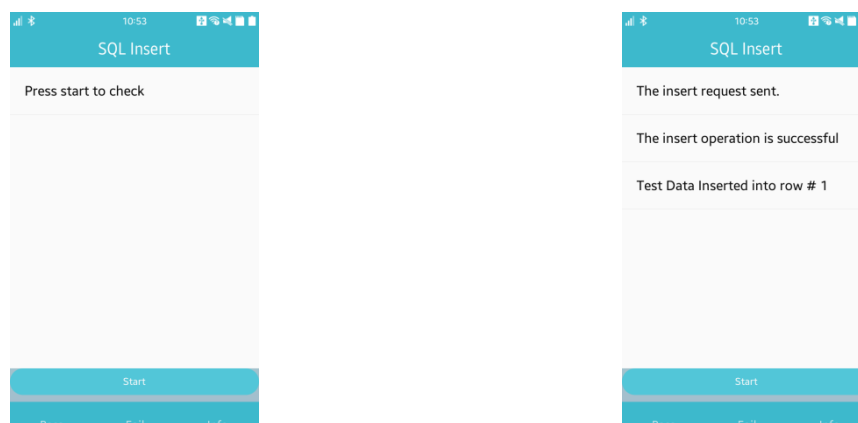 10:53
SQL Insert
Press start to check
Start
10:53
SQL Insert
The insert request sent.
The insert operation is successful
Test Data Inserted into row # 1
Start